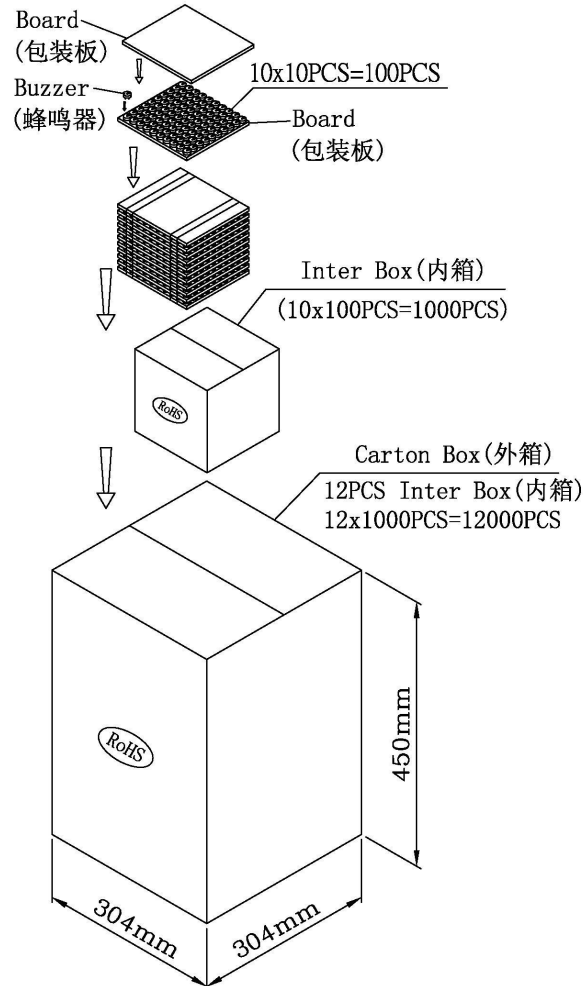 Board
(包装板)
10x10PCS=100PCS
Buzzer
(蜂鸣器)
Board
(包装板)
Inter Box(内箱)
(10x100PCS=1000PCS)
RoHS
Carton Box(外箱)
12PCS Inter Box(内箱)
12x1000PCS=12000PCS
RoHS
450mm
304mm
304mm